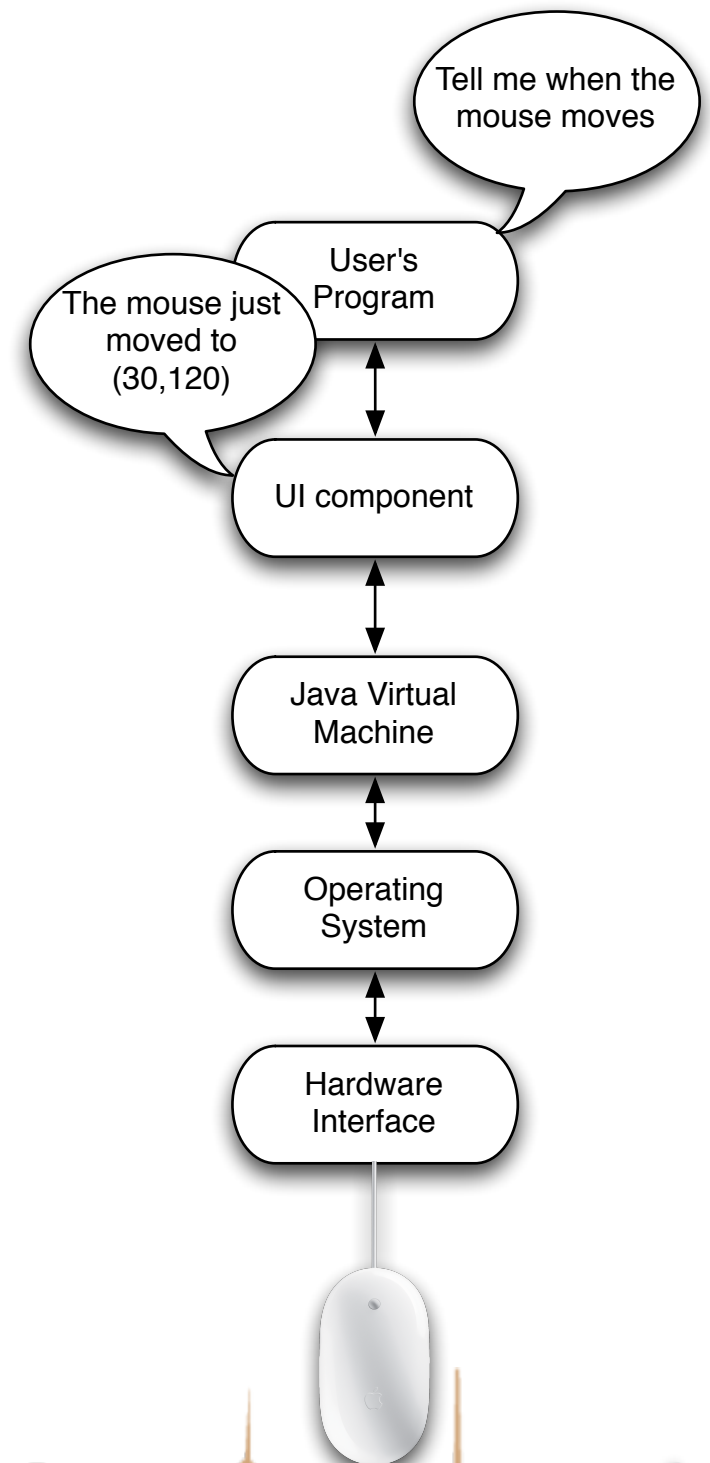 Tell me when the
mouse moves
User's
Program
The mouse just
moved to
(30,120)
UI component
Java Virtual
Machine
Operating
System
Hardware
Interface